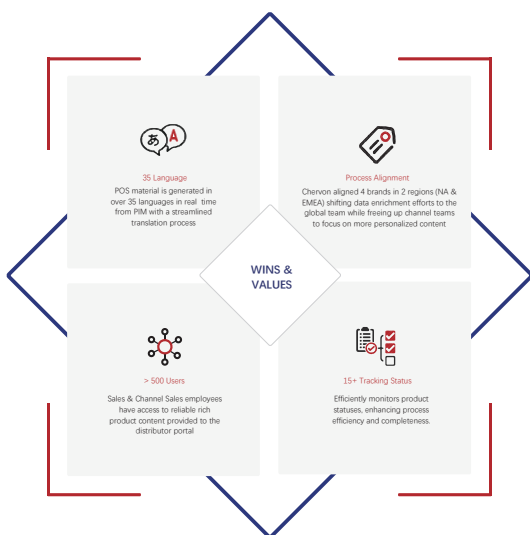 あ A
35 Language
POS material is generated in
over 35 languages in real time
from PIM with a streamlined
translation process
Process Alignment
Chervon aligned 4 brands in 2 regions (NA &
EMEA) shifting data enrichment efforts to the
global team while freeing up channel teams
to focus on more personalized content
WINS &
VALUES
> 500 Users
Sales & Channel Sales employees
have access to reliable rich
product content provided to the
distributor portal
15+ Tracking Status
Efficiently monitors product
statuses, enhancing process
efficiency and completeness.